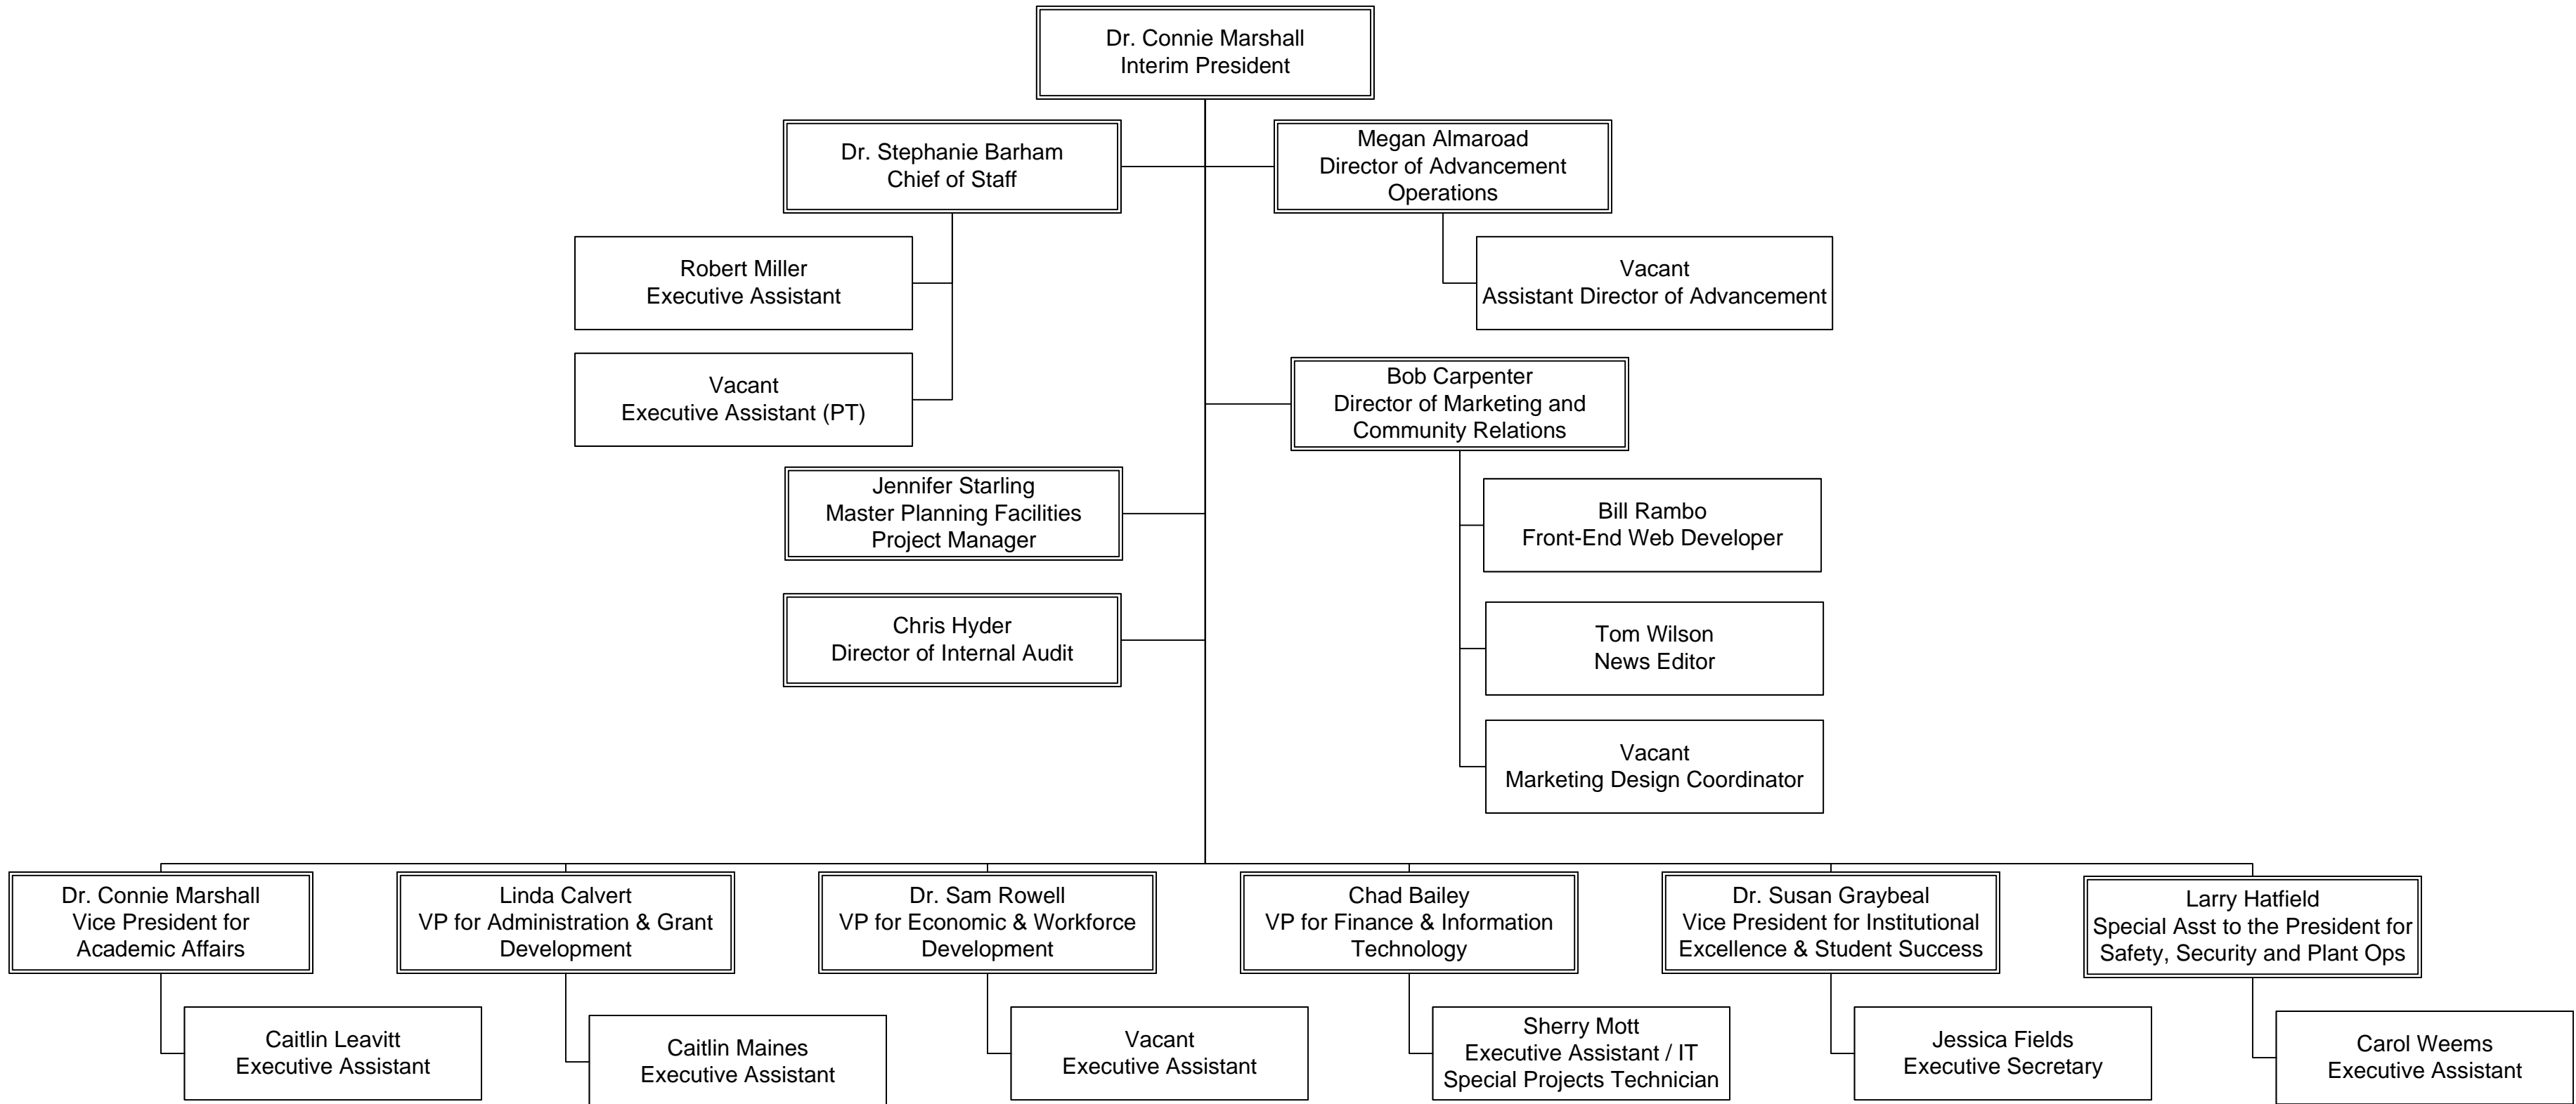 Dr. Connie Marshall
Interim President
Dr. Stephanie Barham
Chief of Staff
Megan Almaroad
Director of Advancement
Operations
Robert Miller
Executive Assistant
Vacant
Assistant Director of Advancement
Vacant
Executive Assistant (PT)
Bob Carpenter
Director of Marketing and
Community Relations
Jennifer Starling
Master Planning Facilities
Project Manager
Bill Rambo
Front-End Web Developer
Chris Hyder
Director of Internal Audit
Tom Wilson
News Editor
Vacant
Marketing Design Coordinator
Dr. Connie Marshall
Vice President for
Academic Affairs
Linda Calvert
VP for Administration & Grant
Development
Dr. Sam Rowell
VP for Economic & Workforce
Development
Chad Bailey
VP for Finance & Information
Technology
Dr. Susan Graybeal
Vice President for Institutional
Excellence & Student Success
Larry Hatfield
Special Asst to the President for
Safety, Security and Plant Ops
Caitlin Leavitt
Executive Assistant
Caitlin Maines
Executive Assistant
Vacant
Executive Assistant
Sherry Mott
Executive Assistant / IT
Special Projects Technician
Jessica Fields
Executive Secretary
Carol Weems
Executive Assistant